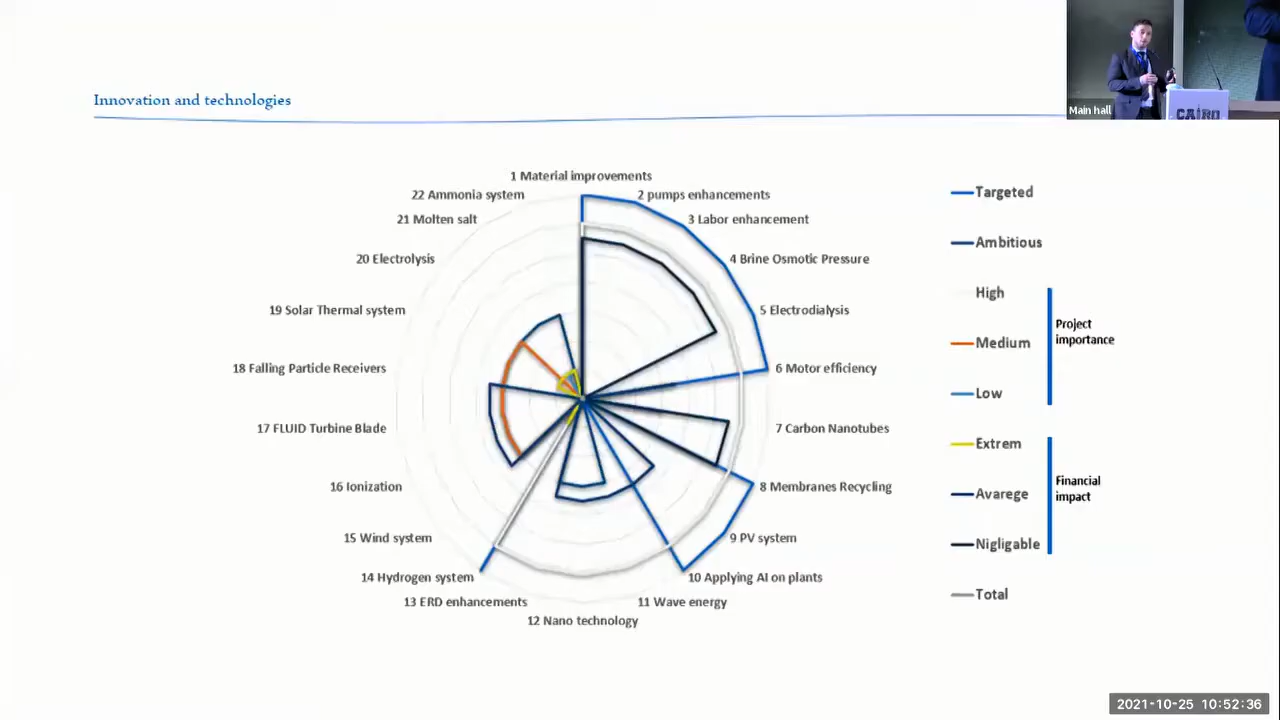 Main hall
CAIRO
Innovation and technologies
1 Material improvements
2 pumps enhancements
3 Labor enhancement
4 Brine Osmotic Pressure
5 Electrodialysis
6 Motor efficiency
7 Carbon Nanotubes
8 Membranes Recycling
9 PV system
10 Applying AI on plants
11 Wave energy
12 Nano technology
13 ERD enhancements
14 Hydrogen system
15 Wind system
16 Ionization
17 FLUID Turbine Blade
18 Falling Particle Receivers
19 Solar Thermal system
20 Electrolysis
21 Molten salt
22 Ammonia system
Targeted
Ambitious
High
Medium
Low
Project
importance
Extrem
Avarege
Nigligable
Financial
impact
Total
2021-10-25 10:52:36